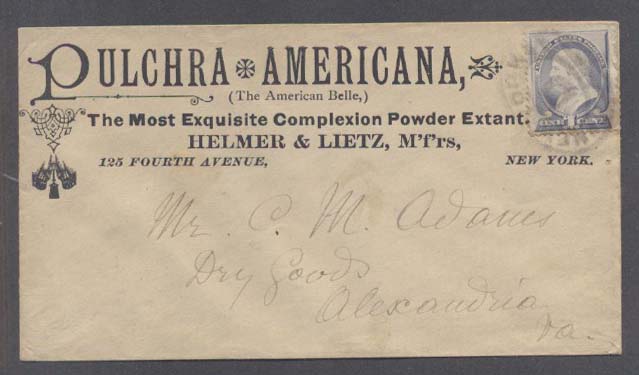 PULCHRA AMERICANA,
(The American Belle,)
The Most Exquisite Complexion Powder Extant.
HELMER & LIETZ, M'f'rs,
125 FOURTH AVENUE, NEW YORK.
Mr. C. M. Adams
Dry Goods
Alexandria
Va.